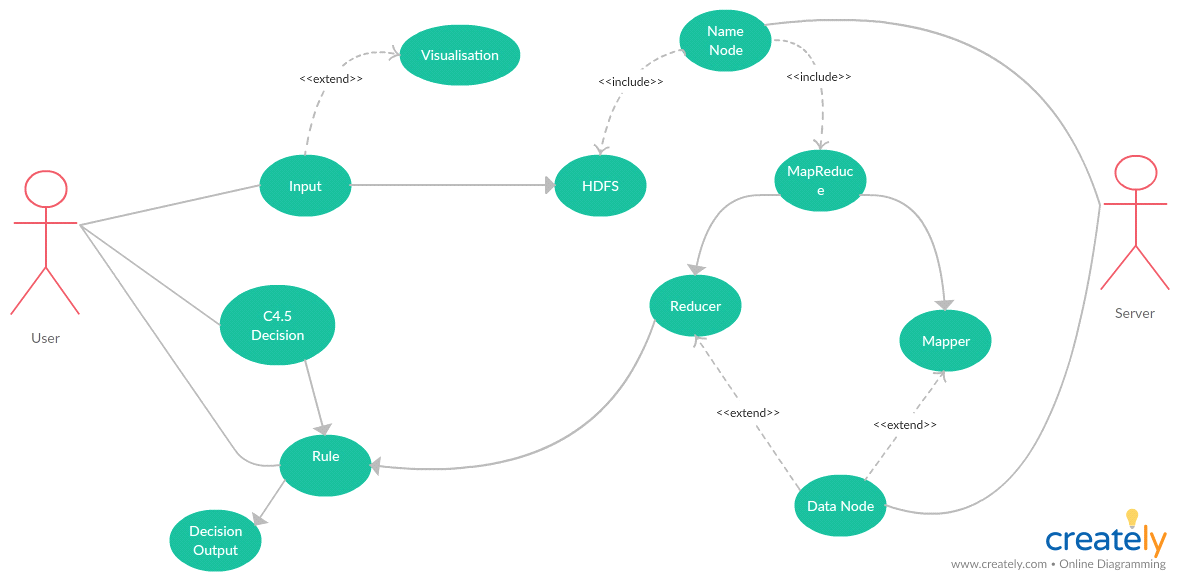 Name
Node
Visualisation
<<extend>>
<<include>>
<<include>>
Input
HDFS
MapReduc
e
User
Server
C4.5
Decision
Reducer
Mapper
<<extend>>
<<extend>>
Rule
Data Node
Decision
Output
creately
www.creately.com • Online Diagramming